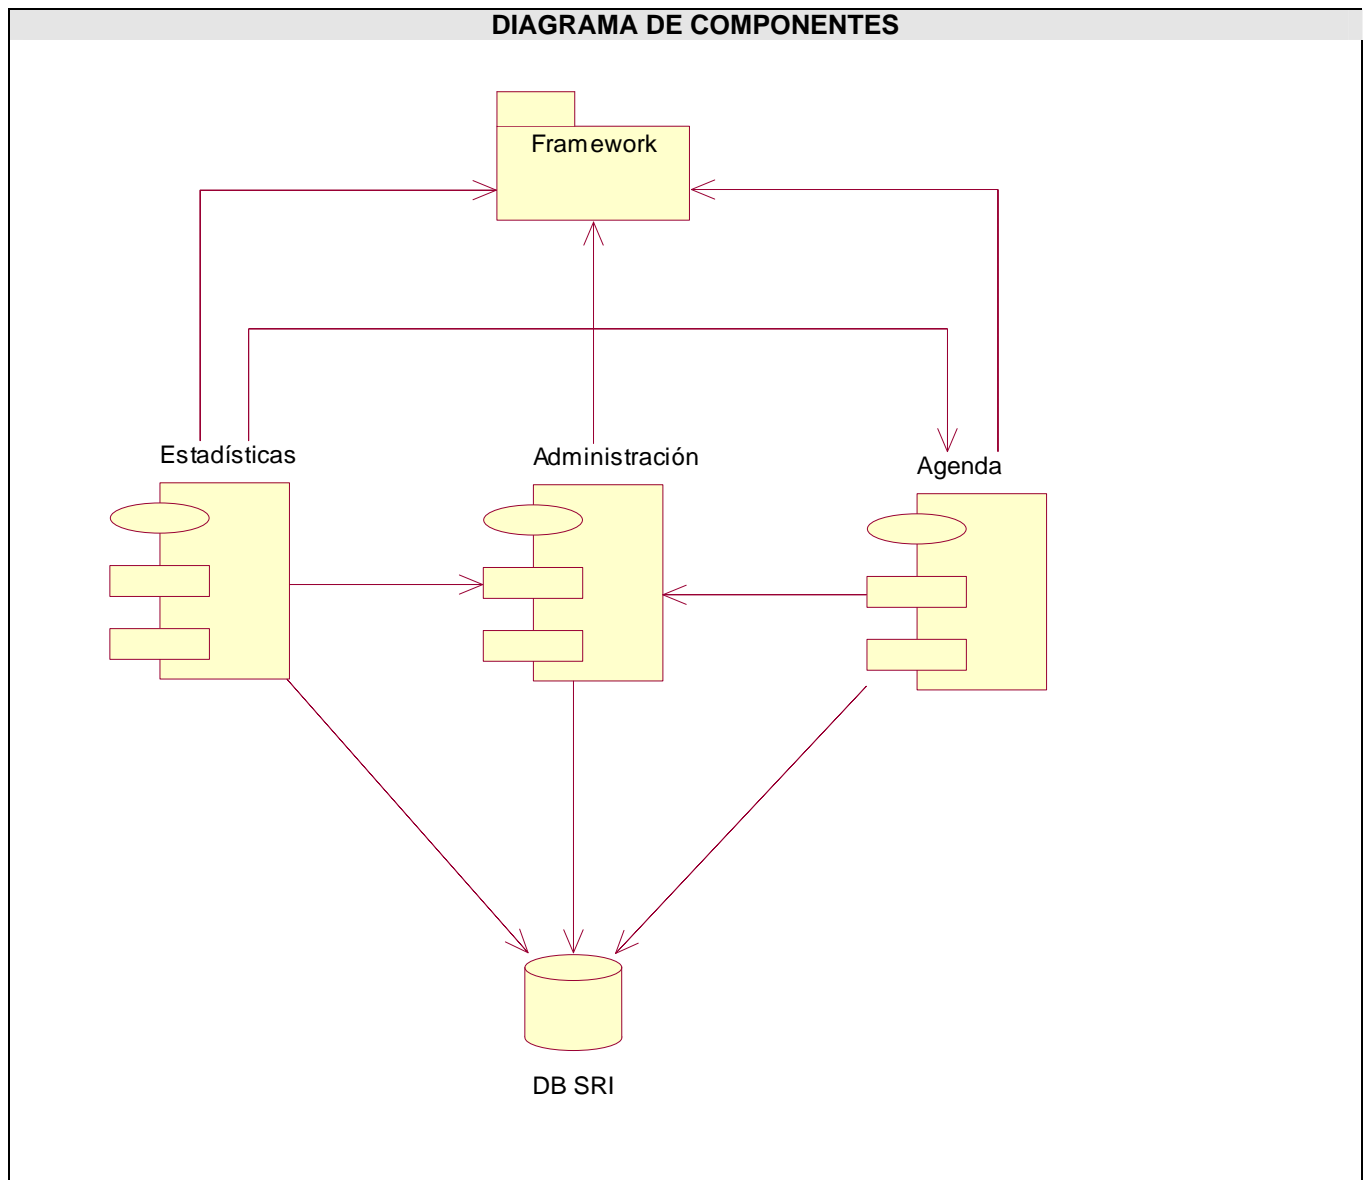 DIAGRAMA DE COMPONENTES
Framework
Estadísticas
Administración
Agenda
DB SRI